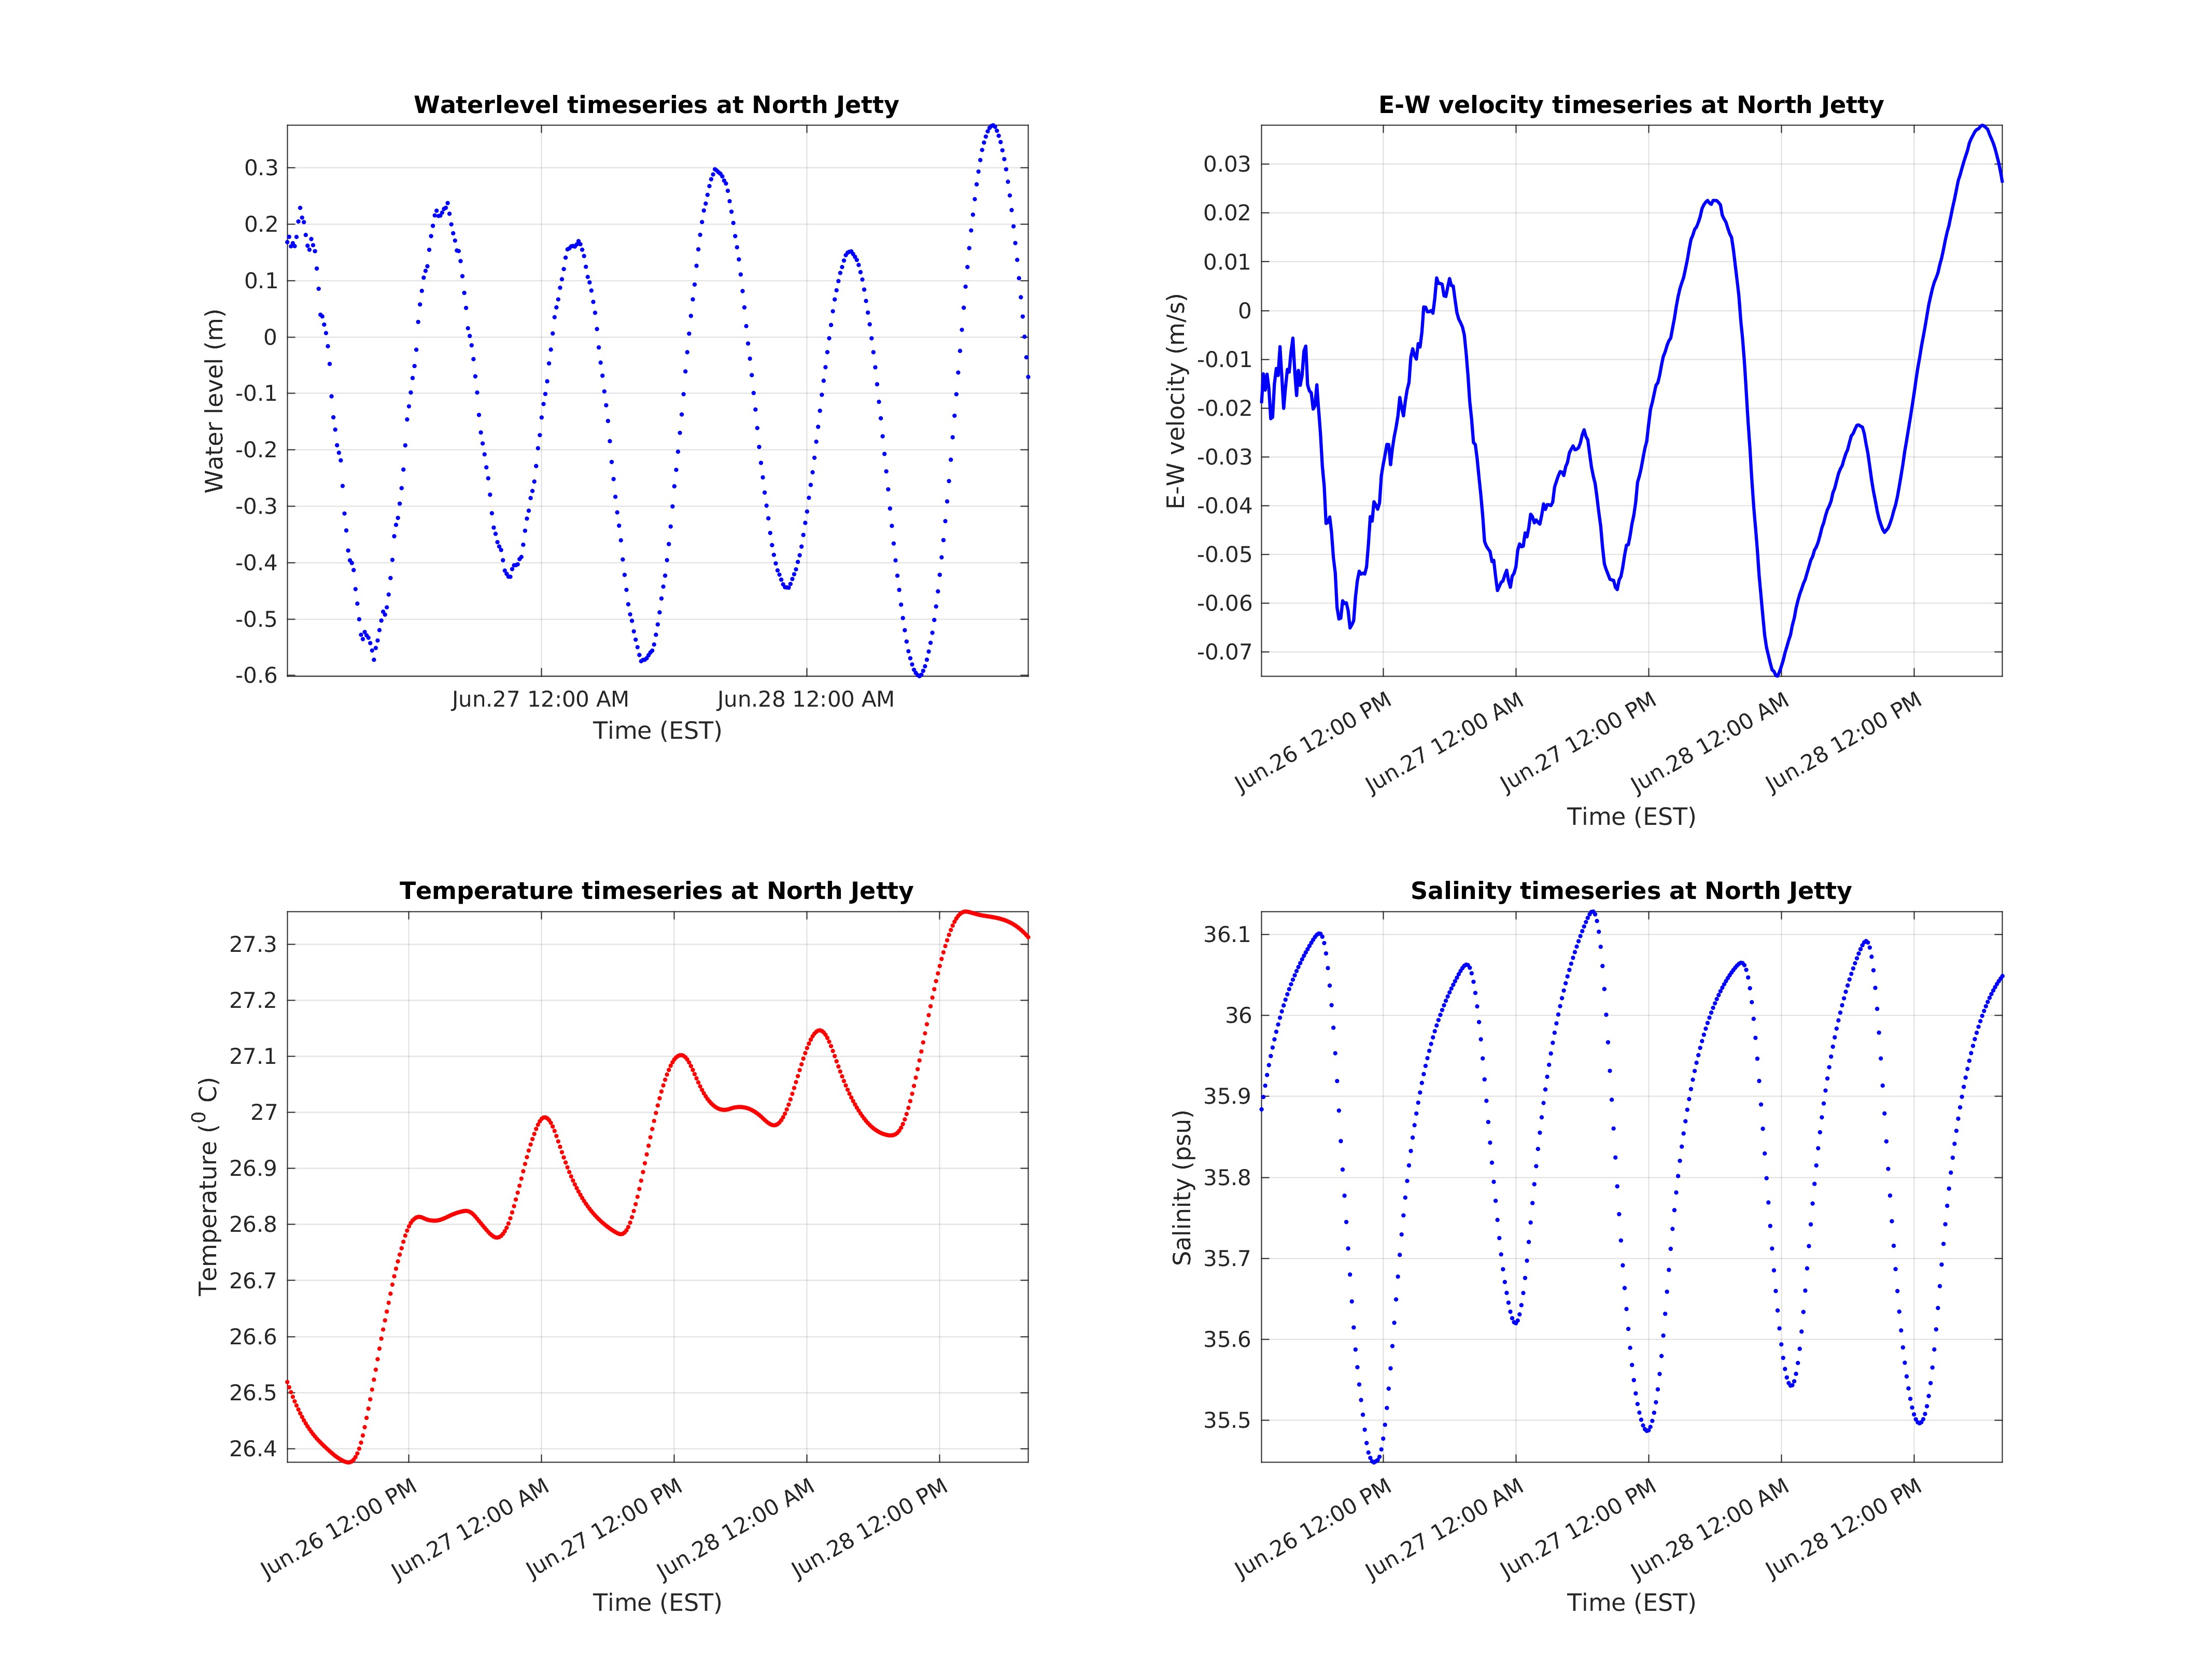 Waterlevel timeseries at North Jetty
0.3
0.2
0.1
0
-0.1
-0.2
-0.3
-0.4
-0.5
-0.6
Water level (m)
Jun.27 12:00 AM
Jun.28 12:00 AM
Time (EST)
E-W velocity timeseries at North Jetty
0.03
0.02
0.01
0
-0.01
-0.02
-0.03
-0.04
-0.05
-0.06
-0.07
E-W velocity (m/s)
Jun.26 12:00 PM
Jun.27 12:00 AM
Jun.27 12:00 PM
Jun.28 12:00 AM
Jun.28 12:00 PM
Time (EST)
Temperature timeseries at North Jetty
27.3
27.2
27.1
27
26.9
26.8
26.7
26.6
26.5
26.4
Temperature (⁰ C)
Jun.26 12:00 PM
Jun.27 12:00 AM
Jun.27 12:00 PM
Jun.28 12:00 AM
Jun.28 12:00 PM
Time (EST)
Salinity timeseries at North Jetty
36.1
36
35.9
35.8
35.7
35.6
35.5
Salinity (psu)
Jun.26 12:00 PM
Jun.27 12:00 AM
Jun.27 12:00 PM
Jun.28 12:00 AM
Jun.28 12:00 PM
Time (EST)